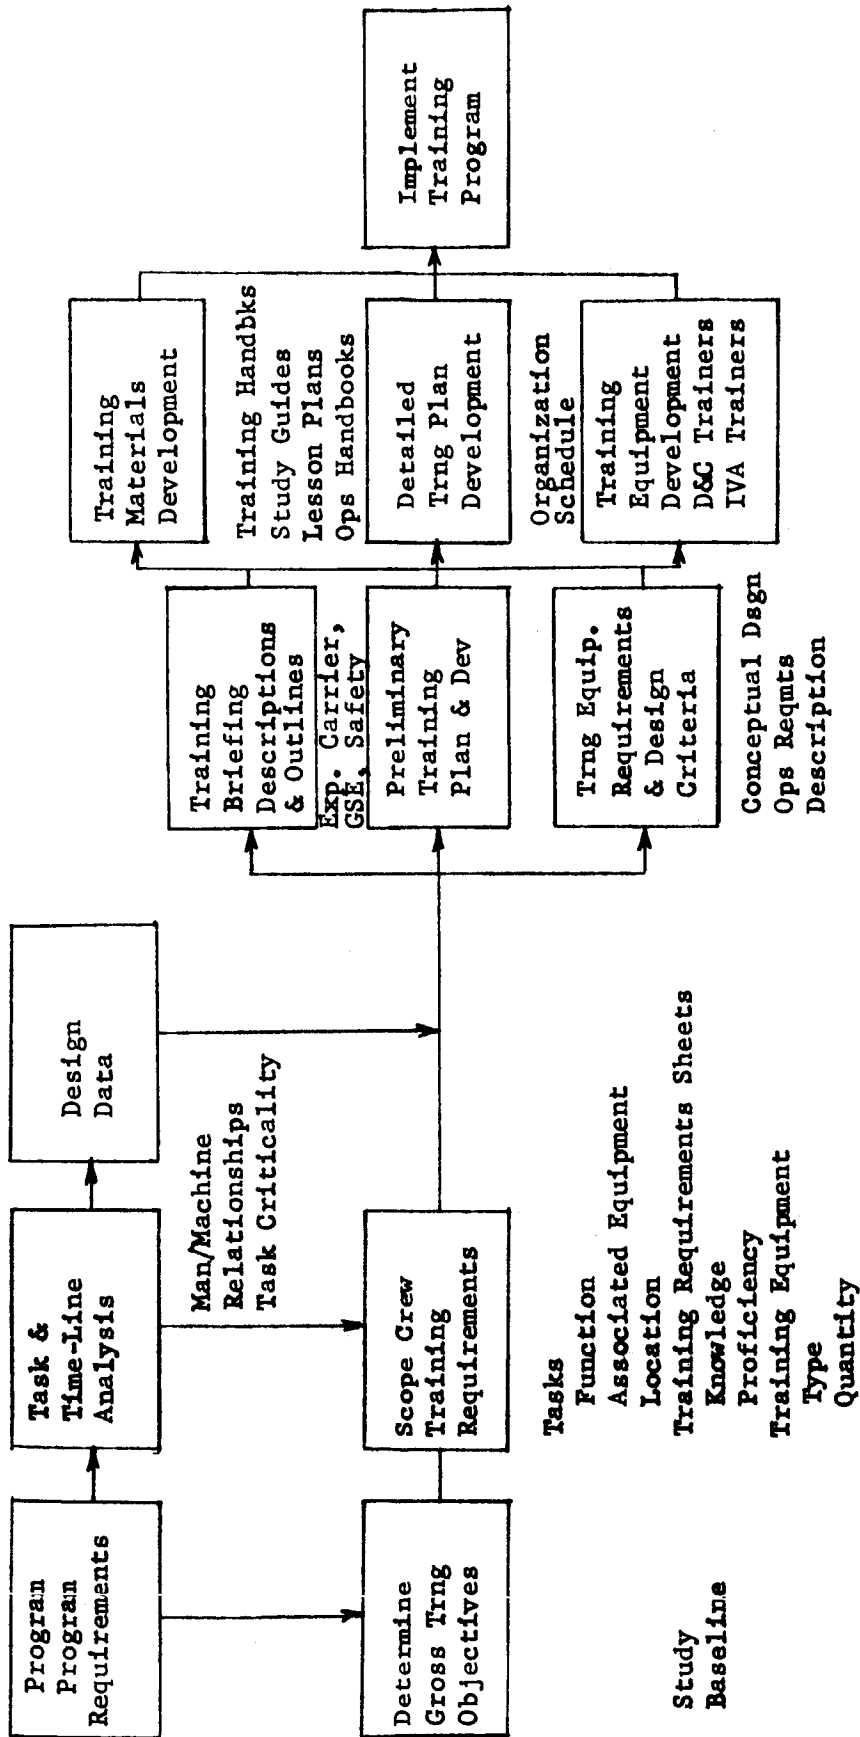 Program
Program
Requirements
Task &
Time-Line
Analysis
Design
Data
Man/Machine
Relationships
Task Criticality
Determine
Gross Trng
Objectives
Scope Crew
Training
Requirements
Study
Baseline
Tasks
Function
Associated Equipment
Location
Training Requirements Sheets
Knowledge
Proficiency
Training Equipment
Type
Quantity
Training
Briefing
Descriptions
& Outlines
Exp. Carrier,
GSE, Safety
Preliminary
Training
Plan & Dev
Trng Equip.
Requirements
& Design
Criteria
Conceptual Dsgn
Ops Reqmts
Description
Training
Materials
Development
Training Handbks
Study Guides
Lesson Plans
Ops Handbooks
Detailed
Trng Plan
Development
Organization
Schedule
Training
Equipment
Development
D&C Trainers
IVA Trainers
Implement
Training
Program